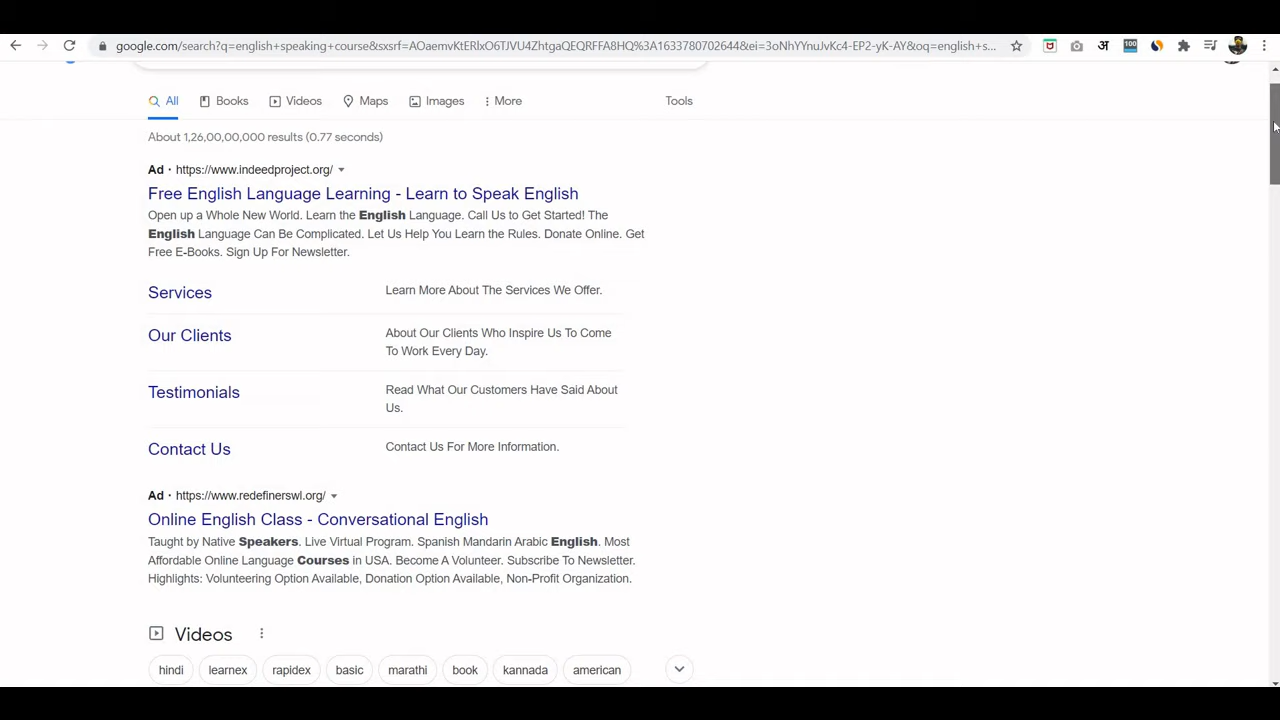 google.com/search?q=english+speaking+course&sxsrf=AOaemvKtERlxO6TJVU4ZhtgaQEQRFFA8HQ%3A1633780702644&ei=3oNhYYnuJvKc4-EP2-yK-AY&oq=english+s...
अ
100
All
Books
Videos
Maps
Images
More
Tools
About 1,26,00,00,000 results (0.77 seconds)
Ad · https://www.indeedproject.org/
Free English Language Learning - Learn to Speak English
Open up a Whole New World. Learn the English Language. Call Us to Get Started! The
English Language Can Be Complicated. Let Us Help You Learn the Rules. Donate Online. Get
Free E-Books. Sign Up For Newsletter.
Services
Learn More About The Services We Offer.
Our Clients
About Our Clients Who Inspire Us To Come
To Work Every Day.
Testimonials
Read What Our Customers Have Said About
Us.
Contact Us
Contact Us For More Information.
Ad · https://www.redefinerswl.org/
Online English Class - Conversational English
Taught by Native Speakers. Live Virtual Program. Spanish Mandarin Arabic English. Most
Affordable Online Language Courses in USA. Become A Volunteer. Subscribe To Newsletter.
Highlights: Volunteering Option Available, Donation Option Available, Non-Profit Organization.
Videos
hindi
learnex
rapidex
basic
marathi
book
kannada
american